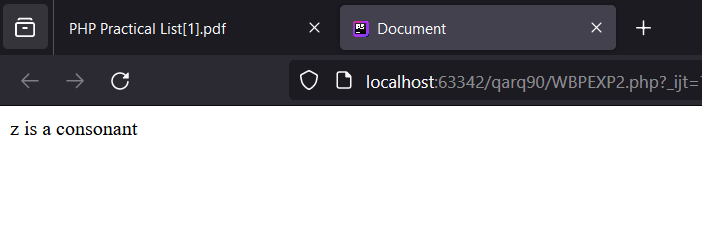 PHP Practical List[1].pdf
Document
localhost:63342/qarq90/WBPEXP2.php?_ijt=
z is a consonant